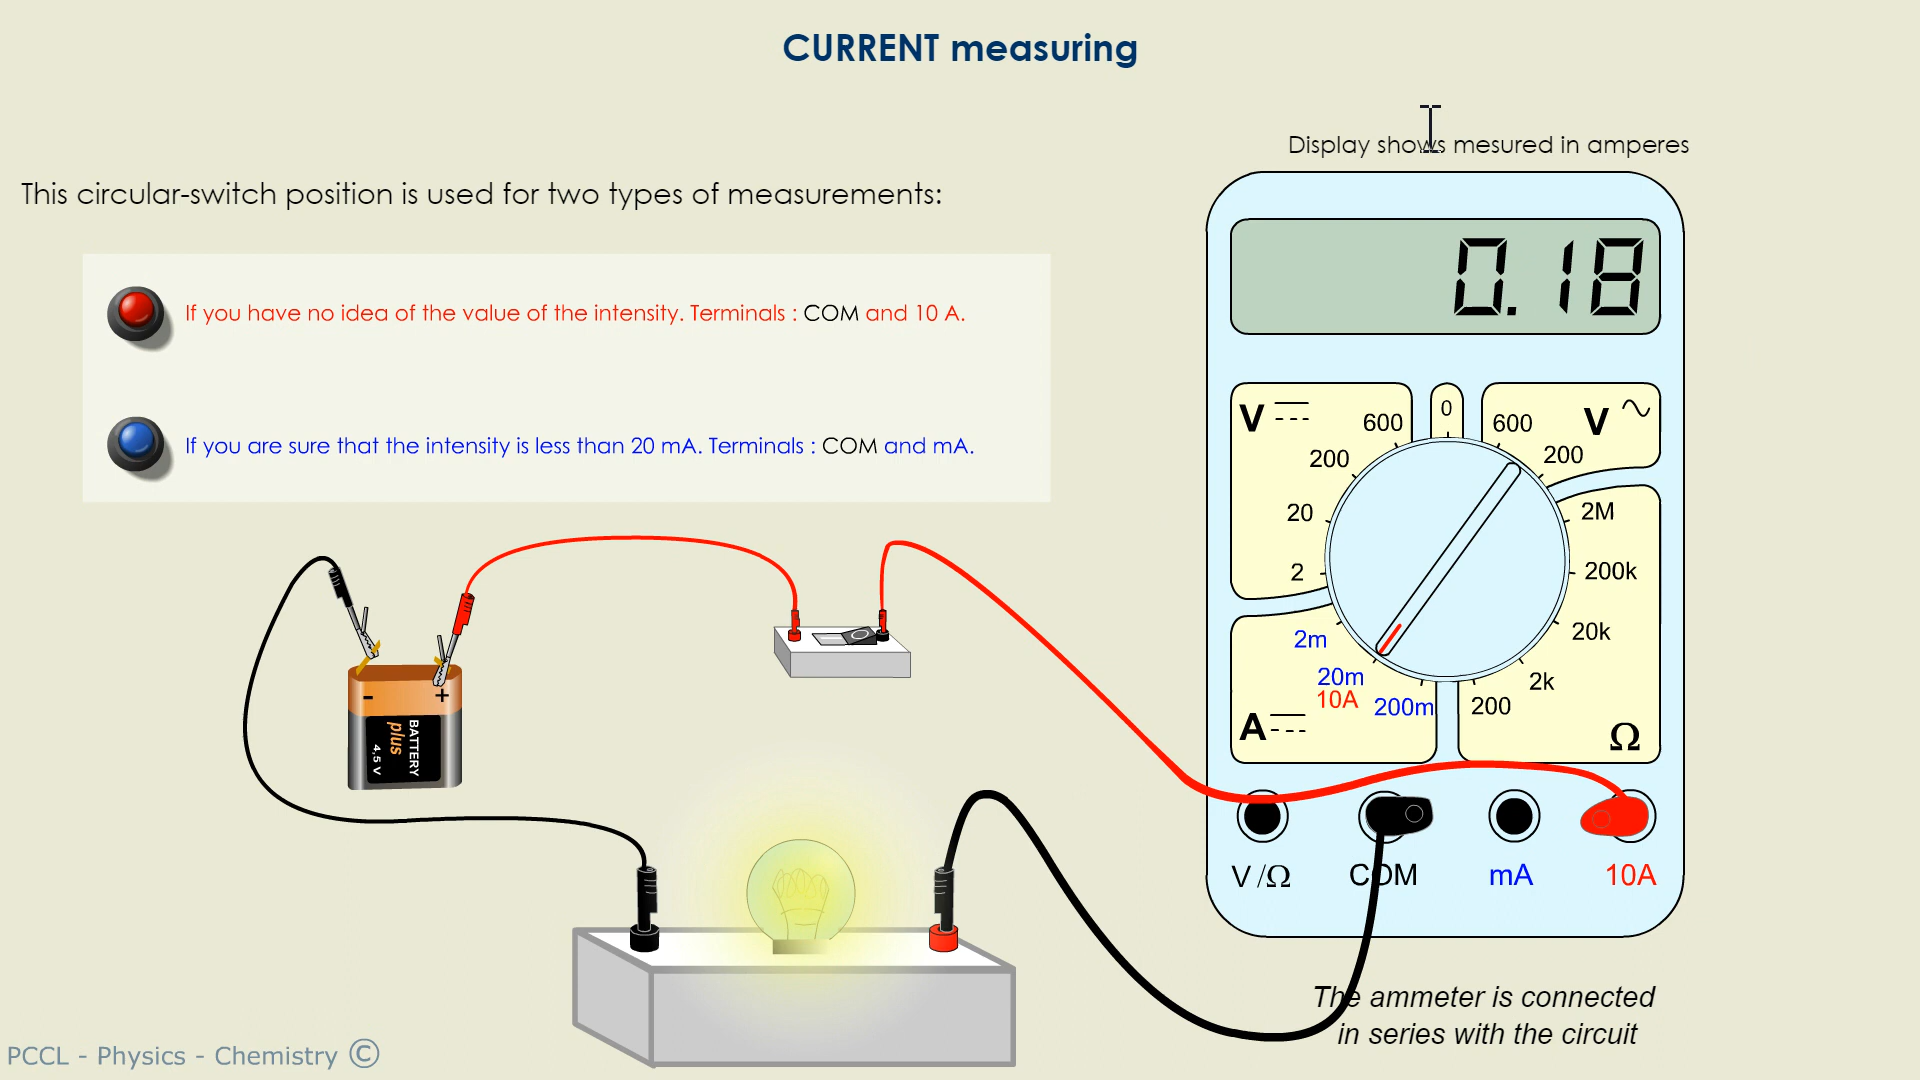 CURRENT measuring
Display shows mesured in amperes
This circular-switch position is used for two types of measurements:
If you have no idea of the value of the intensity. Terminals : COM and 10 A.
If you are sure that the intensity is less than 20 mA. Terminals : COM and mA.
0.18
V
600
0
600
V
200
200
20
2M
2
200k
2m
20k
20m
2k
10A
200m
200
A
Ω
- +
BATTERY
plus
4,5 V
V /Ω
COM
mA
10A
The ammeter is connected
in series with the circuit
PCCL - Physics - Chemistry ©